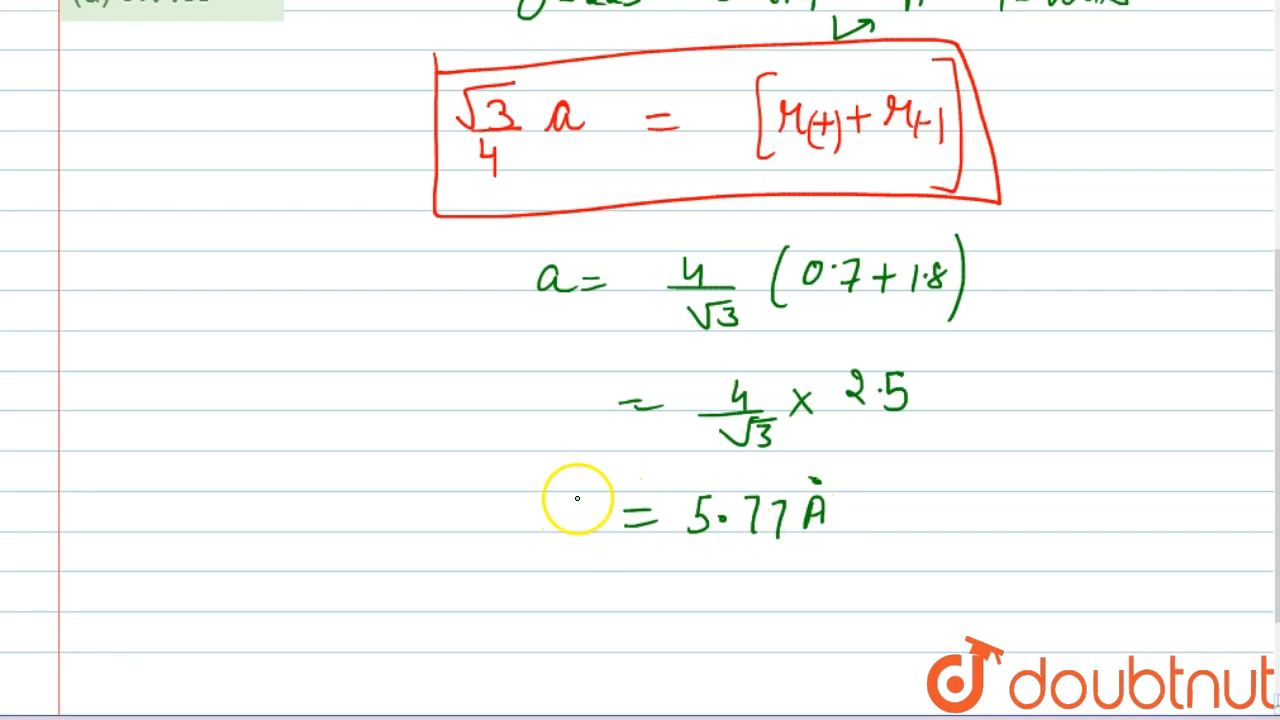 √3/4 a = [r(+) + r(-)]
a = 4/√3 (0.7 + 1.8)
= 4/√3 × 2.5
= 5.77 Å
doubtnut